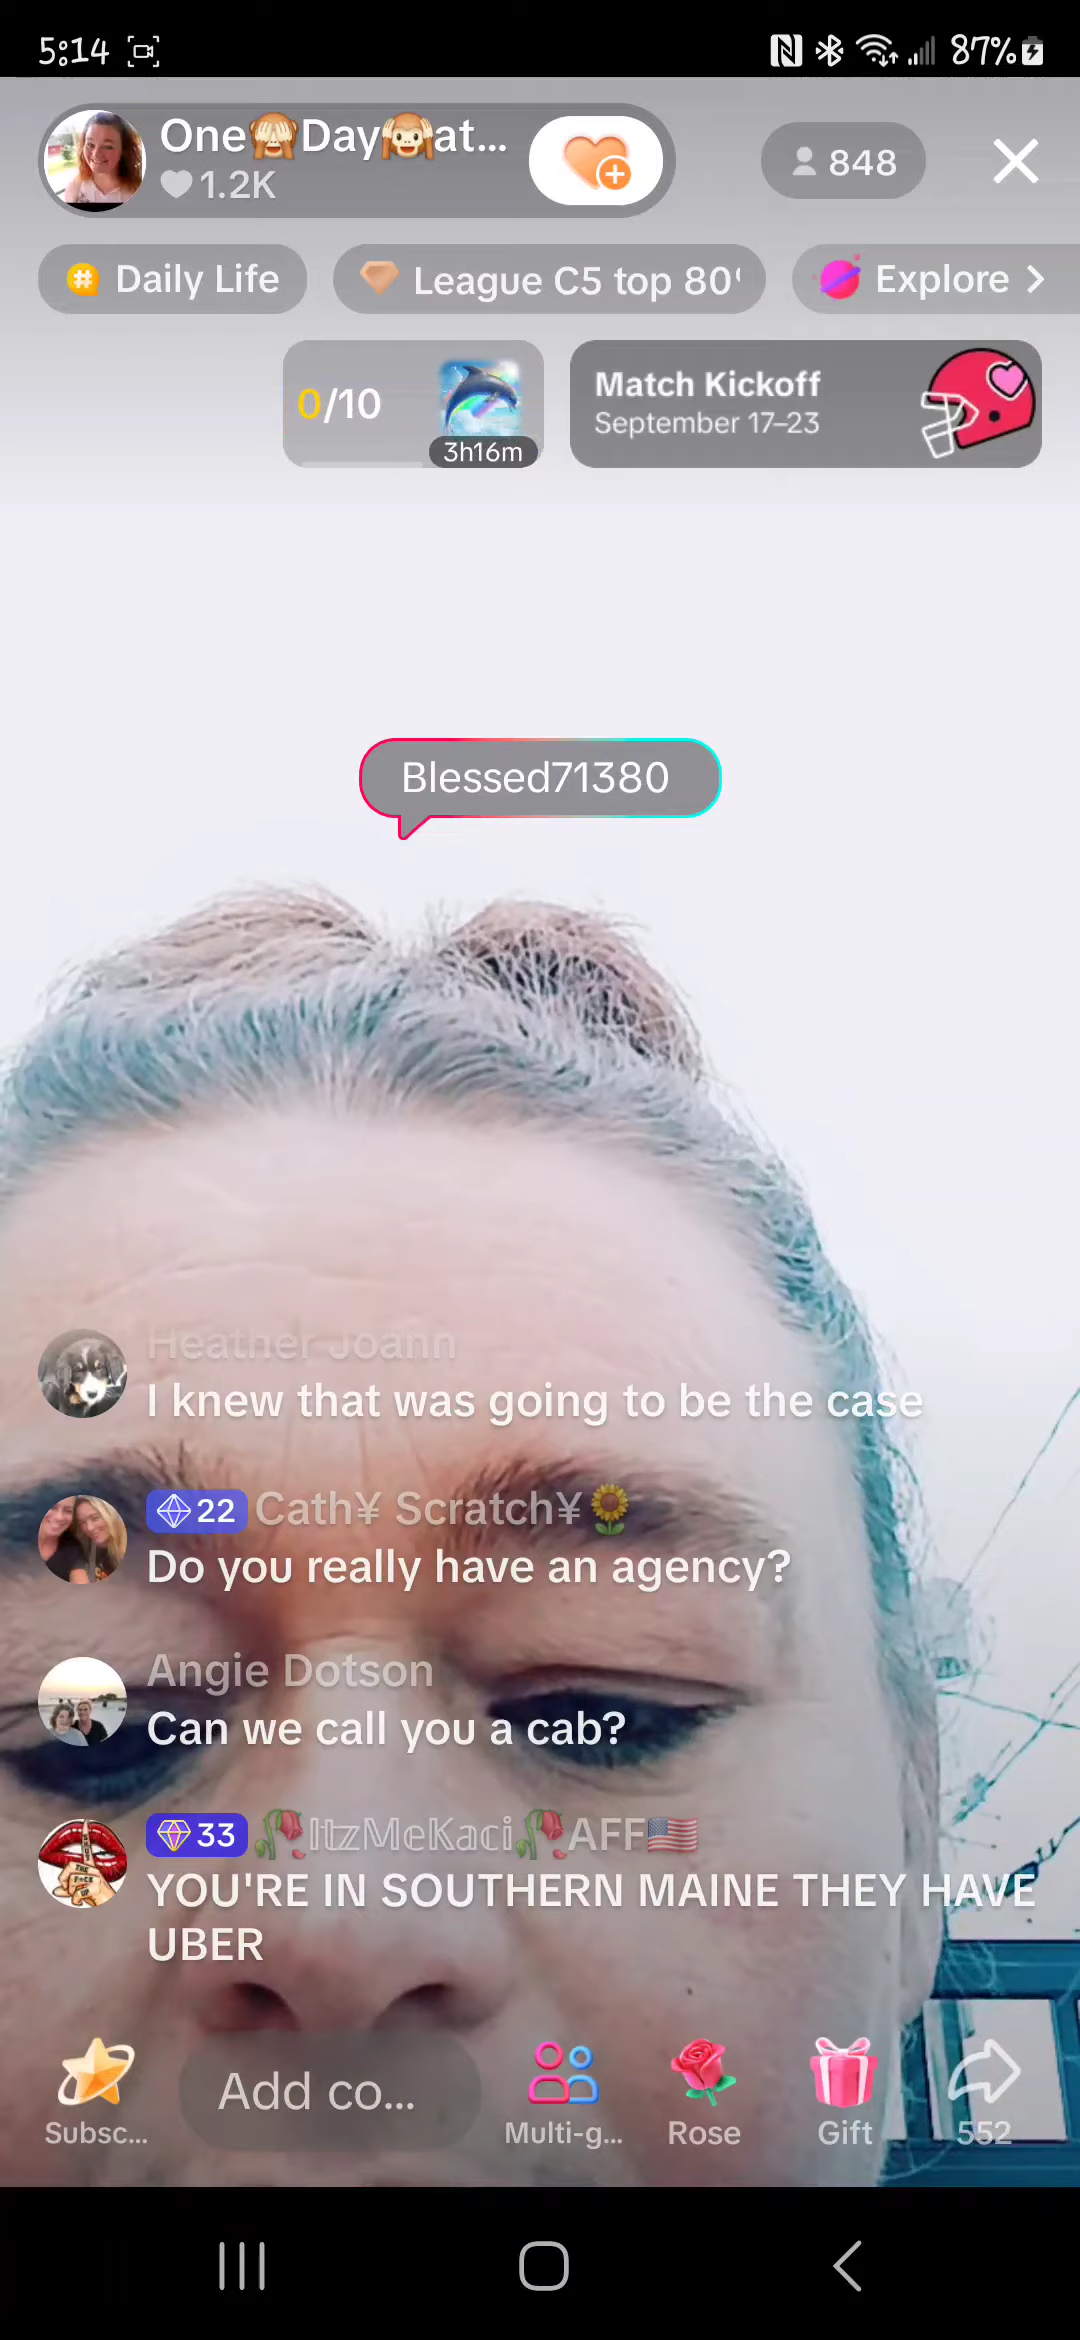 5:14 87%
One🙈Day🙉at...
1.2K
848
Daily Life
League C5 top 80
Explore >
0/10
3h16m
Match Kickoff
September 17–23
Blessed71380
Heather Joann
I knew that was going to be the case
22 Cath¥ Scratch¥🌻
Do you really have an agency?
Angie Dotson
Can we call you a cab?
33 🥀ItzMeKaci🥀AFF🇺🇸
YOU'RE IN SOUTHERN MAINE THEY HAVE
UBER
Add co...
Subsc...
Multi-g...
Rose
Gift
552